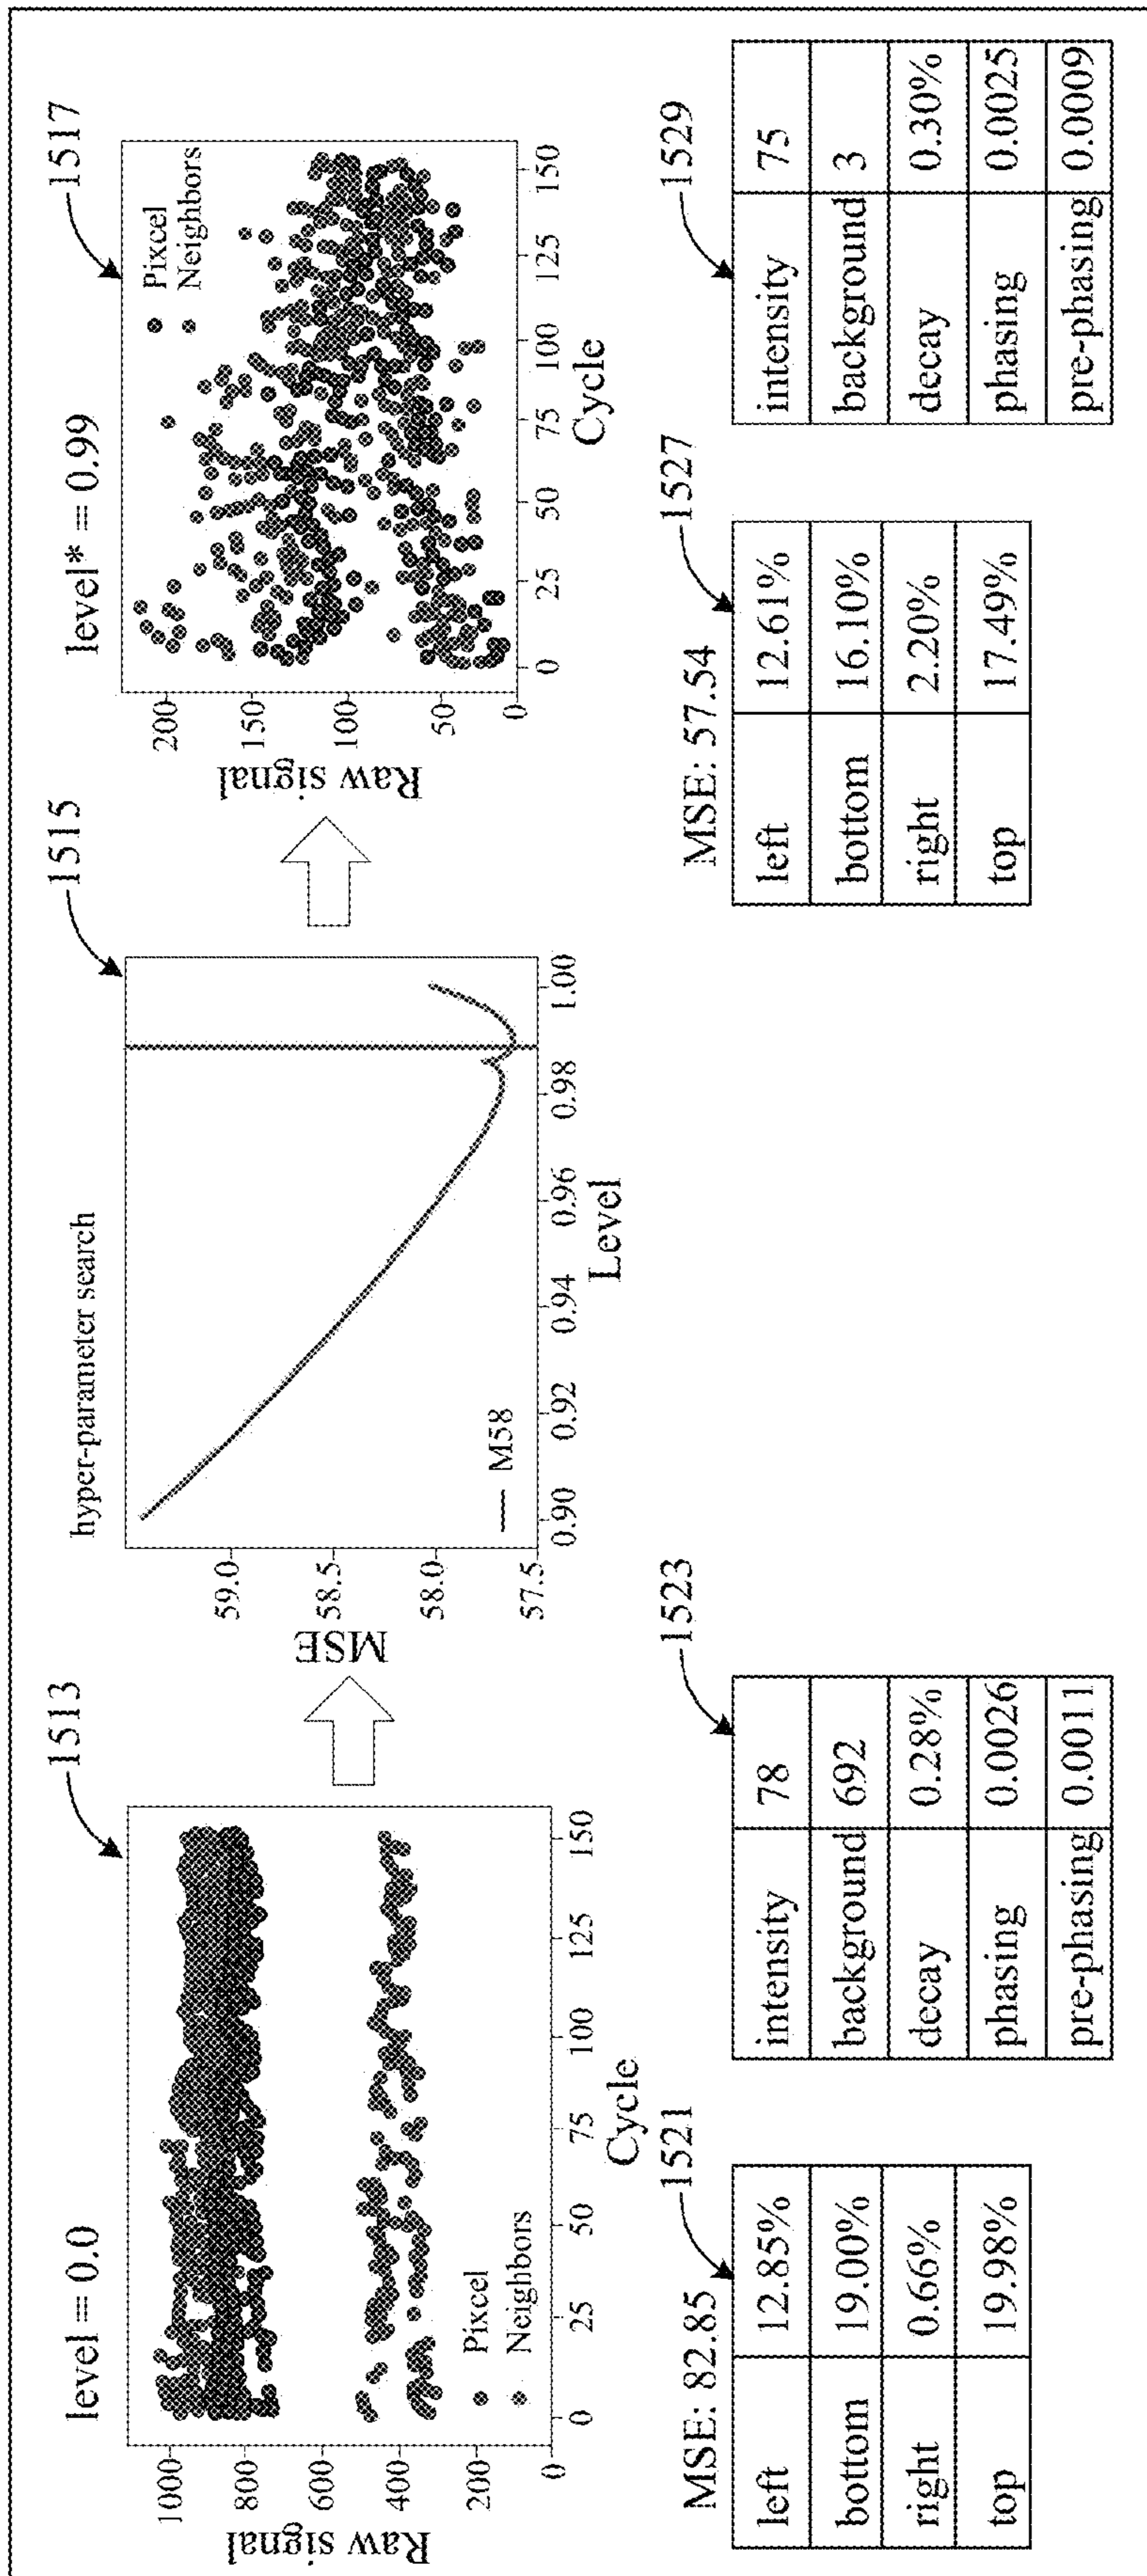 level = 0.0
1513
Raw signal
1000
800
600
400
200
0
Pixcel
Neighbors
0 25 50 75 100 125 150
Cycle
hyper-parameter search
1515
MSE
59.0
58.5
58.0
57.5
M58
0.90 0.92 0.94 0.96 0.98 1.00
Level
level* = 0.99
1517
Raw signal
200
150
100
50
0
Pixcel
Neighbors
0 25 50 75 100 125 150
Cycle
MSE: 82.85
1521
left 12.85%
bottom 19.00%
right 0.66%
top 19.98%
1523
intensity 78
background 692
decay 0.28%
phasing 0.0026
pre-phasing 0.0011
MSE: 57.54
1527
left 12.61%
bottom 16.10%
right 2.20%
top 17.49%
1529
intensity 75
background 3
decay 0.30%
phasing 0.0025
pre-phasing 0.0009